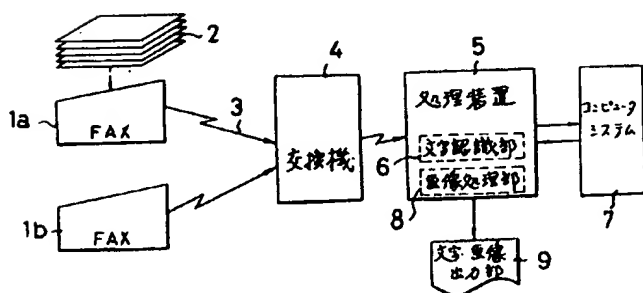 2
1a
FAX
3
1b
FAX
4
交換機
5
処理装置
文字認識部
6
画像処理部
8
コンピュータ
システム
7
文字・画像
出力部
9